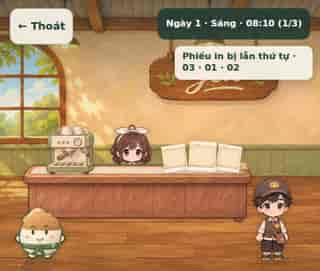 ← Thoát
Ngày 1 · Sáng · 08:10 (1/3)
Phiếu in bị lẫn thứ tự ·
03 · 01 · 02